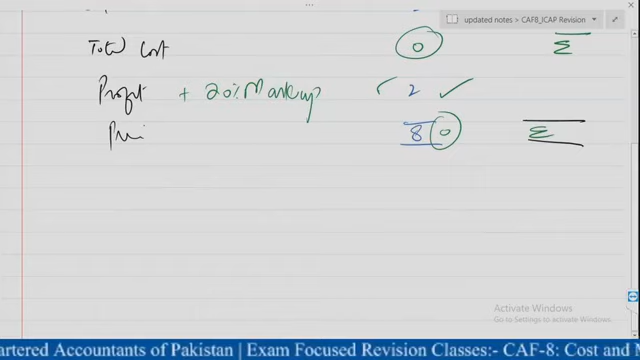 updated notes > CAF8_ICAP Revision
Total Cost 0 Σ
Profit + 20% Markup 2 ✓
Pri 8 0 Σ
Activate Windows
Go to Settings to activate Windows.
artered Accountants of Pakistan | Exam Focused Revision Classes:- CAF-8: Cost and M